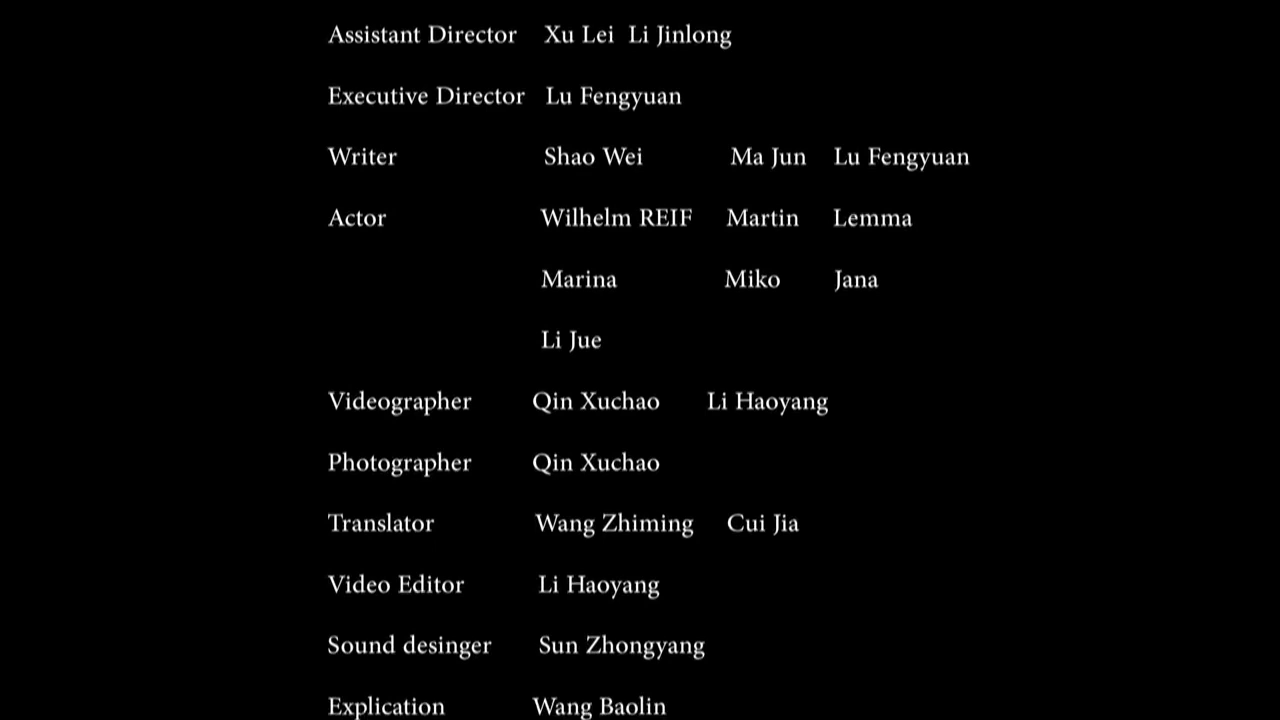 Assistant Director Xu Lei Li Jinlong
Executive Director Lu Fengyuan
Writer Shao Wei Ma Jun Lu Fengyuan
Actor Wilhelm REIF Martin Lemma
Marina Miko Jana
Li Jue
Videographer Qin Xuchao Li Haoyang
Photographer Qin Xuchao
Translator Wang Zhiming Cui Jia
Video Editor Li Haoyang
Sound desinger Sun Zhongyang
Explication Wang Baolin